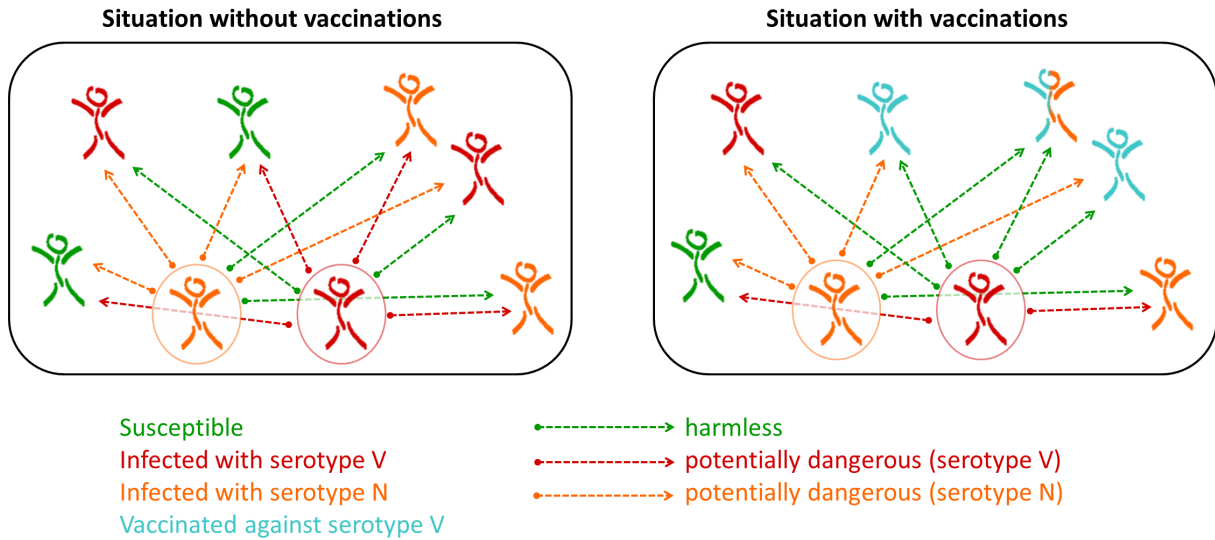 Situation without vaccinations
Situation with vaccinations
Susceptible
harmless
Infected with serotype V
potentially dangerous (serotype V)
Infected with serotype N
potentially dangerous (serotype N)
Vaccinated against serotype V